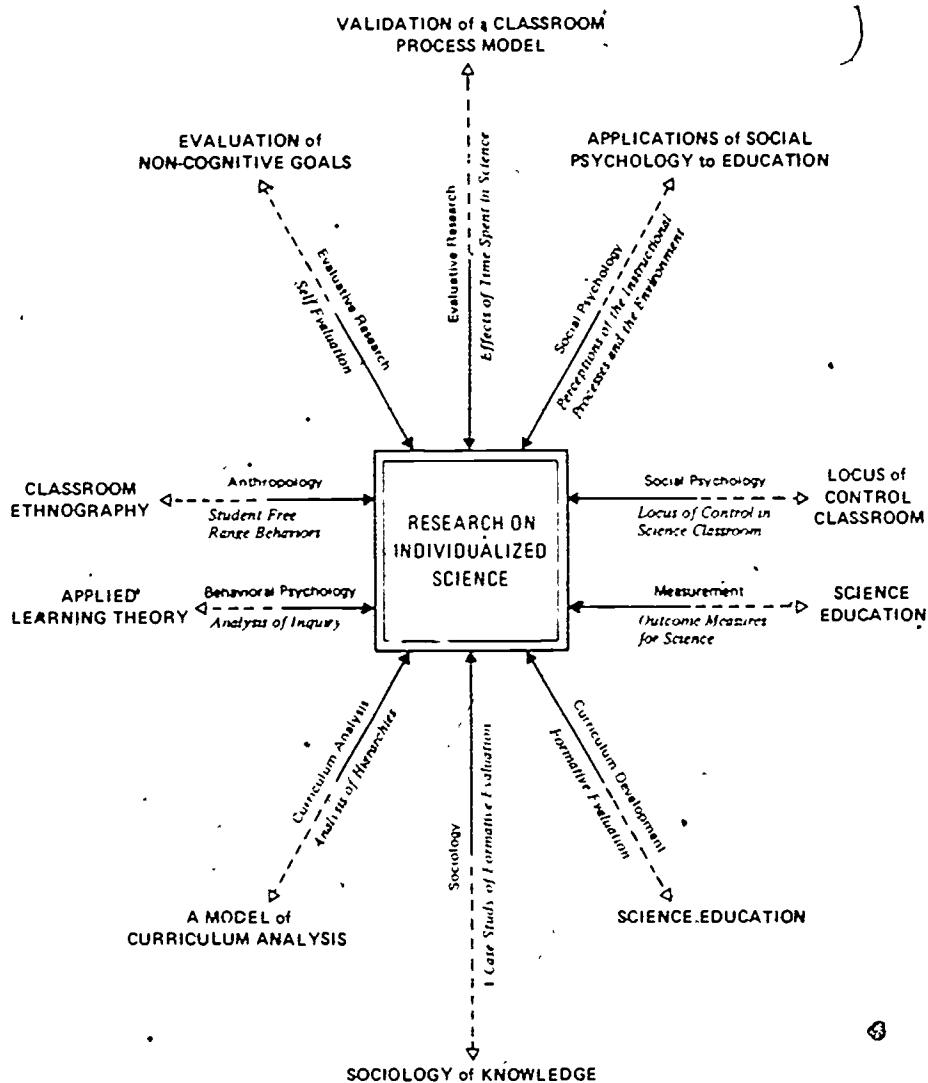 VALIDATION of a CLASSROOM
PROCESS MODEL
EVALUATION of
NON-COGNITIVE GOALS
APPLICATIONS of SOCIAL
PSYCHOLOGY to EDUCATION
Evaluative Research
Self Evaluation
Evaluative Research
Effects of Time Spent in Science
Social Psychology
Perceptions of the Instructional
Processes and the Environment
CLASSROOM
ETHNOGRAPHY
Anthropology
Student Free
Range Behaviors
RESEARCH ON
INDIVIDUALIZED
SCIENCE
Social Psychology
Locus of Control in
Science Classroom
LOCUS of
CONTROL
CLASSROOM
APPLIED
LEARNING THEORY
Behavioral Psychology
Analysis of Inquiry
Measurement
Outcome Measures
for Science
SCIENCE
EDUCATION
Curriculum Analysis
Analysis of Hierarchies
Sociology
Case Study of Formative Evaluation
Curriculum Development
Formative Evaluation
A MODEL of
CURRICULUM ANALYSIS
SCIENCE EDUCATION
SOCIOLOGY of KNOWLEDGE